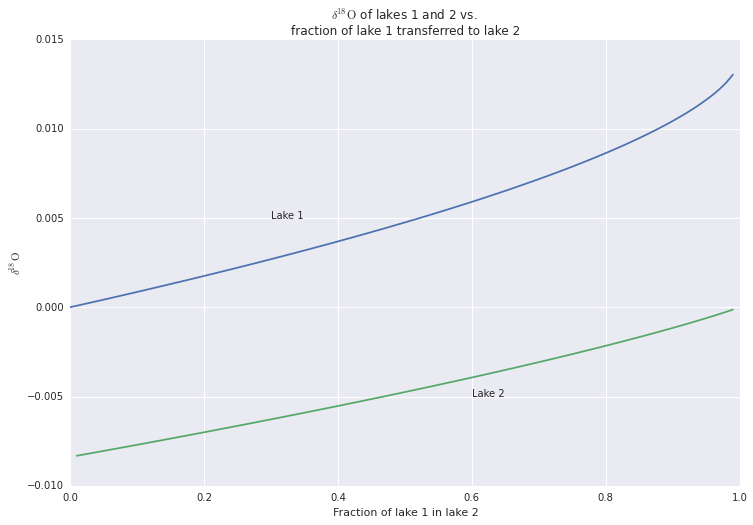 δ¹⁸O of lakes 1 and 2 vs.
fraction of lake 1 transferred to lake 2
0.015
0.010
0.005
0.000
−0.005
−0.010
δ¹⁸O
Lake 1
Lake 2
0.0 0.2 0.4 0.6 0.8 1.0
Fraction of lake 1 in lake 2